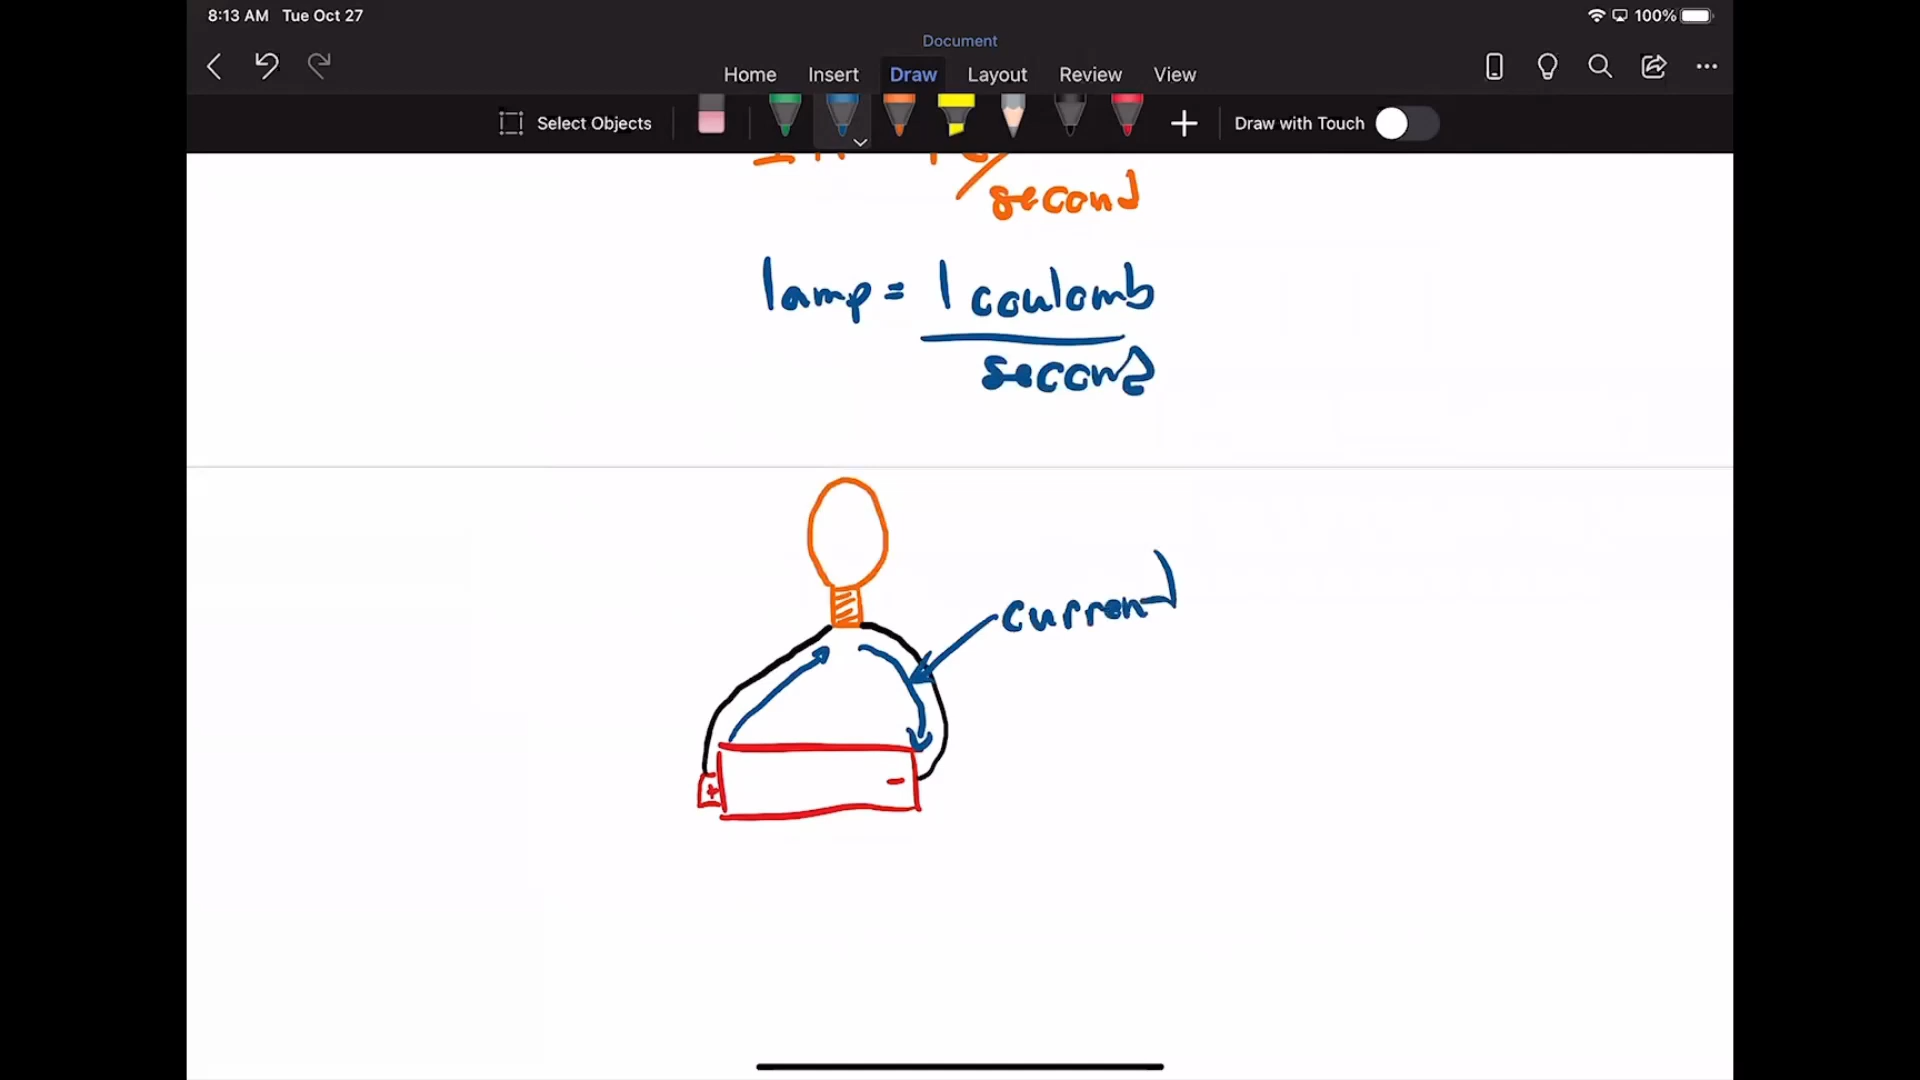 8:13 AM Tue Oct 27
100%
Document
Home Insert Draw Layout Review View
Select Objects
Draw with Touch
second
1amp = 1 coulomb
second
current
+
-